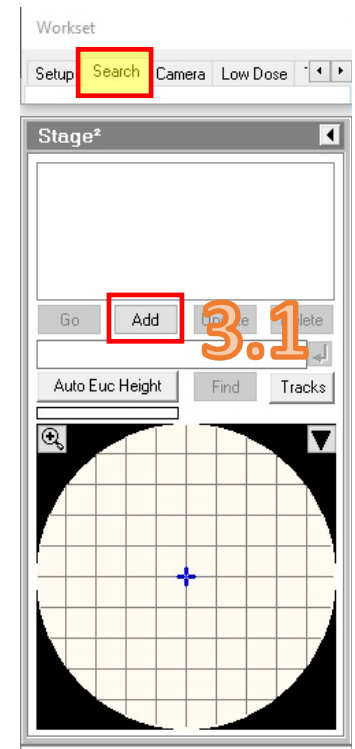 Workset
Setup Search Camera Low Dose
Stage²
Go Add
3.1
Auto Euc Height Find Tracks